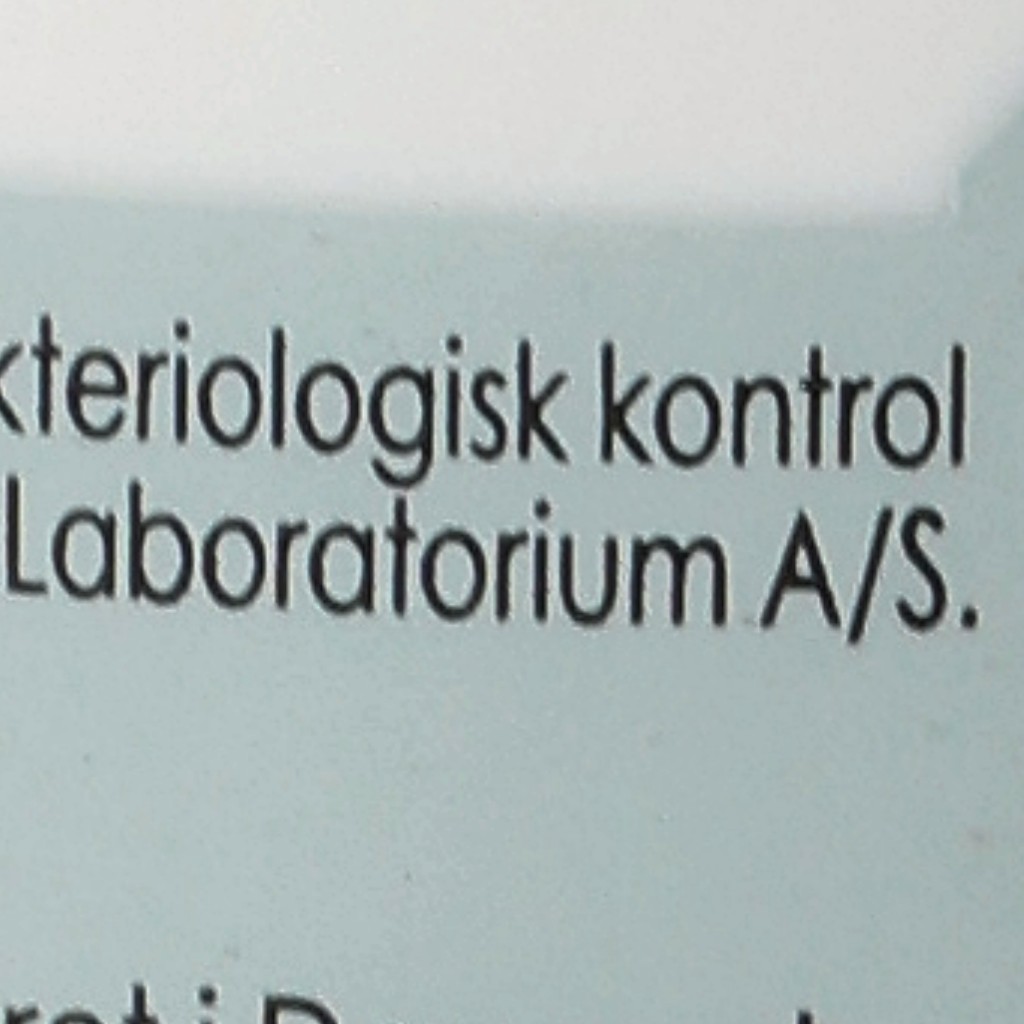 kteriologisk kontrol
Laboratorium A/S.